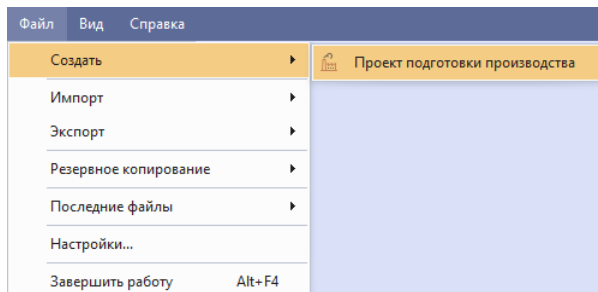 Файл Вид Справка
Создать Проект подготовки производства
Импорт
Экспорт
Резервное копирование
Последние файлы
Настройки...
Завершить работу Alt+F4